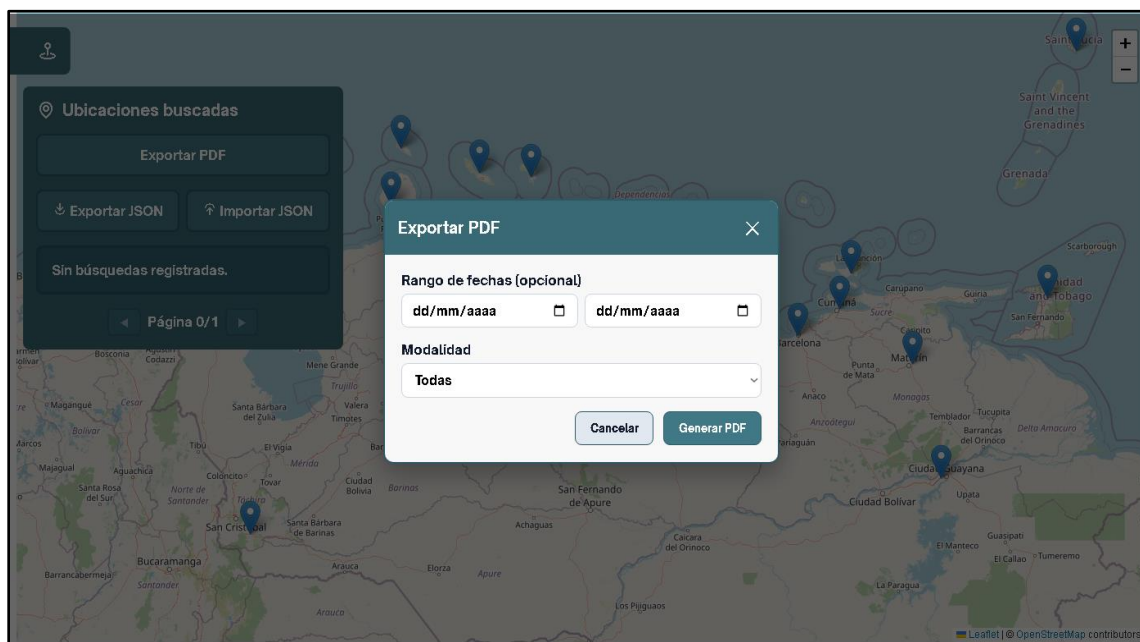 Ubicaciones buscadas
Exportar PDF
Exportar JSON
Importar JSON
Sin búsquedas registradas.
Página 0/1
Exportar PDF
Rango de fechas (opcional)
dd/mm/aaaa
dd/mm/aaaa
Modalidad
Todas
Cancelar
Generar PDF
+
−
Saint Vincent
and the
Grenadines
Grenada
Dependencias
Scarborough
Carupano
Guiria
and Tobago
San Fernando
Sucre
Punta
de Mata
Anaco
Monagas
Anzoátegui
Temblador
Tucupita
Barrancas
del Orinoco
Delta Amacuro
Ciudad Bolívar
Upata
Guasipati
El Manteco
El Callao
Tumeremo
La Paragua
Bosconia
Codazzi
Mene Grande
Trujillo
Valera
Timotes
Magangué
Cesar
Santa Bárbara
del Zulia
Bolívar
Tibú
El Vigía
Mérida
Majagual
Aguachica
Coloncito
Tovar
Ciudad
Bolivia
Barinas
Santa Rosa
del Sur
Norte de
Santander
Táchira
San Fernando
de Apure
Santa Bárbara
de Barinas
Achaguas
Caicara
del Orinoco
Bucaramanga
Barrancabermeja
Santander
Arauca
Elorza
Apure
Arauca
Los Pijiguaos
Leaflet | © OpenStreetMap contributors